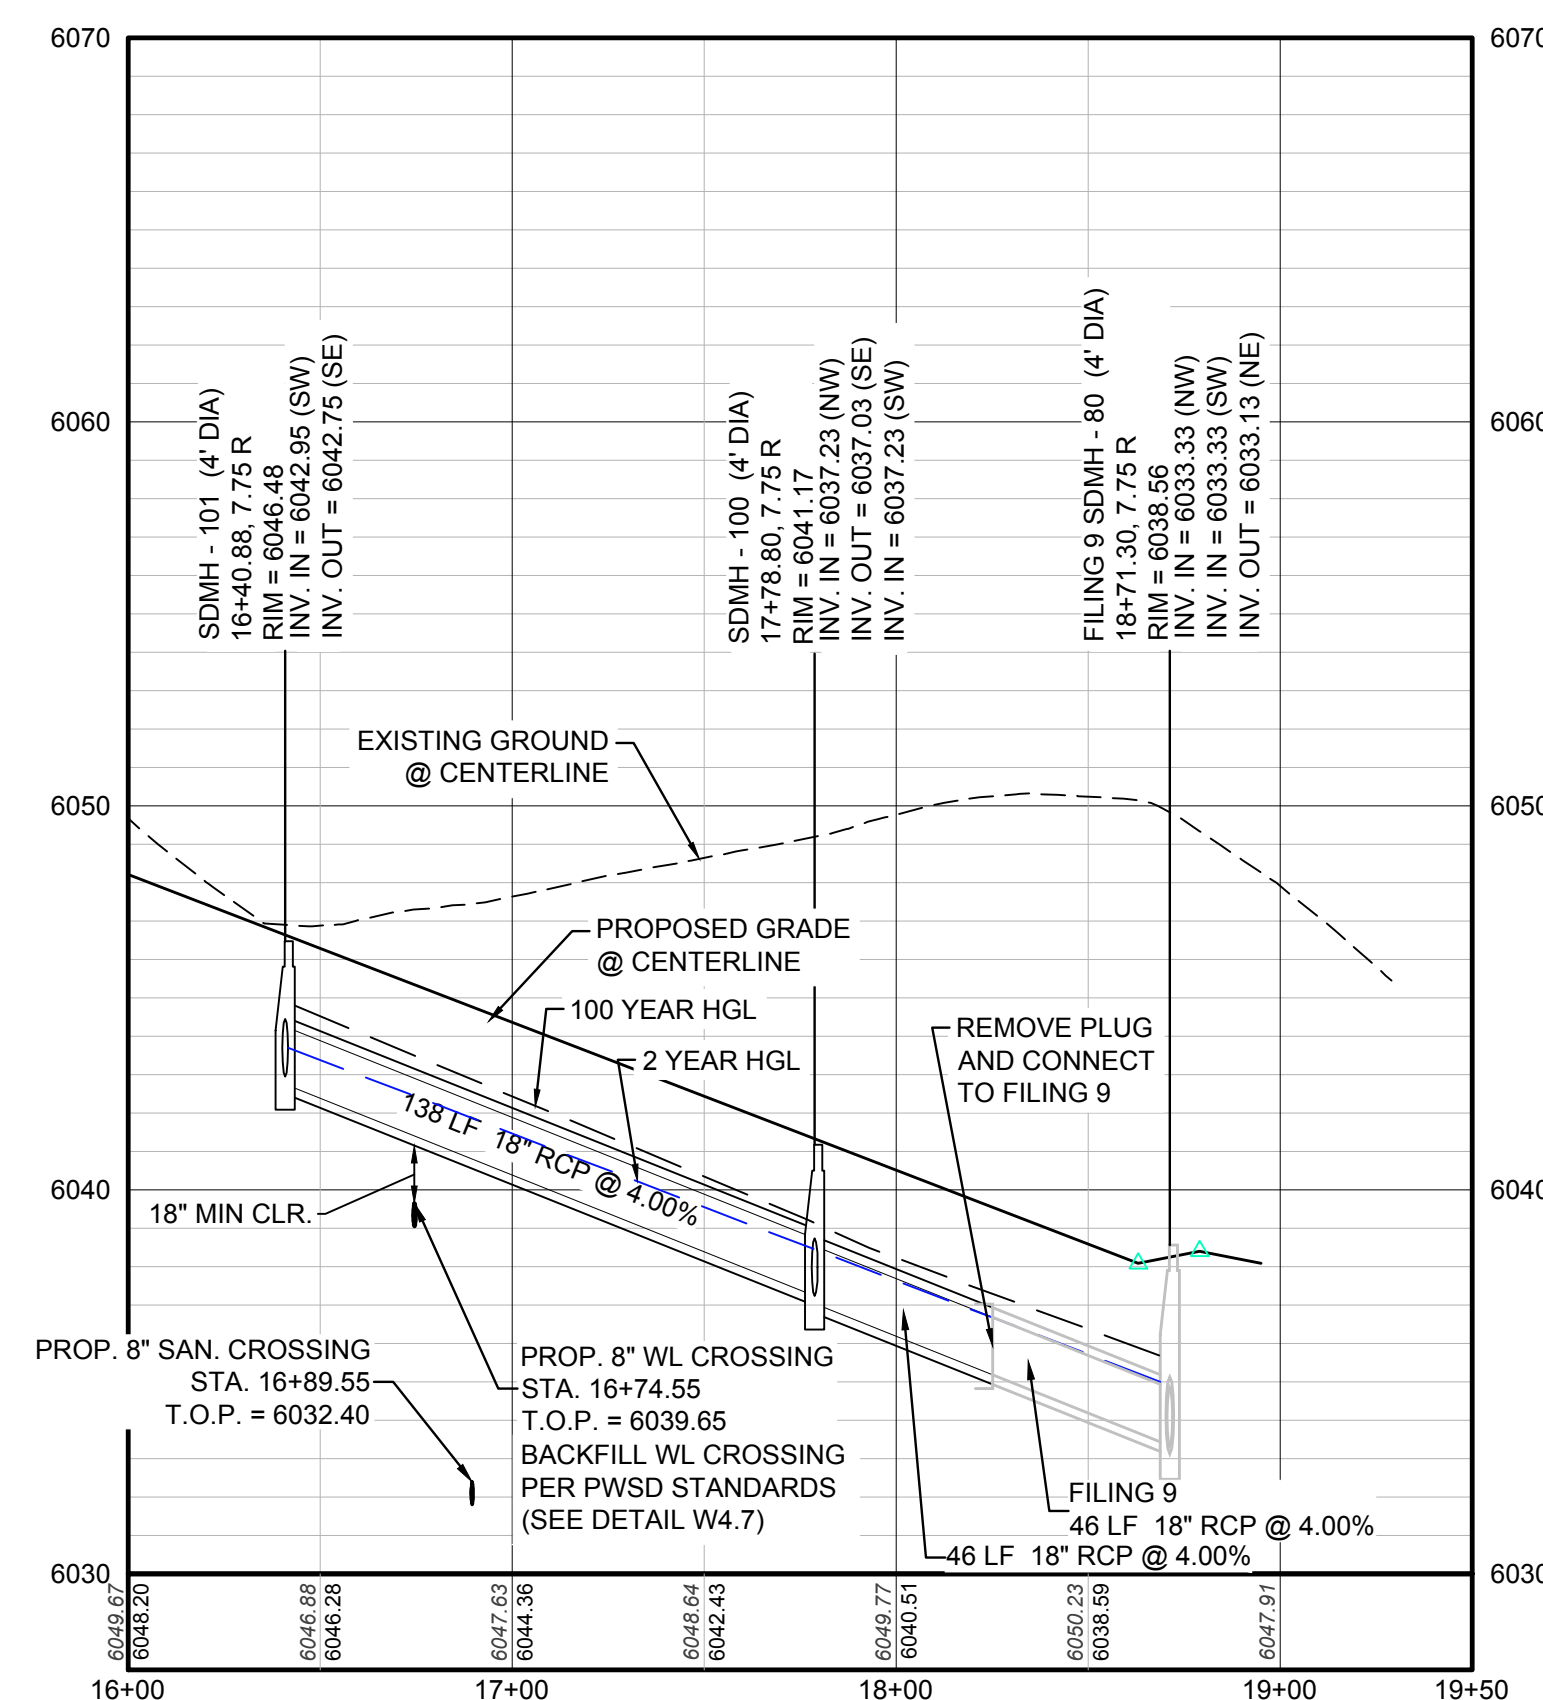 6070
6070
6060
6060
6050
6050
6040
6040
6030
6030
SDMH - 101 (4' DIA)
16+40.88, 7.75 R
RIM = 6046.48
INV. IN = 6042.95 (SW)
INV. OUT = 6042.75 (SE)
SDMH - 100 (4' DIA)
17+78.80, 7.75 R
RIM = 6041.17
INV. IN = 6037.23 (NW)
INV. OUT = 6037.03 (SE)
INV. IN = 6037.23 (SW)
FILING 9 SDMH - 80 (4' DIA)
18+71.30, 7.75 R
RIM = 6038.56
INV. IN = 6033.33 (NW)
INV. IN = 6033.33 (SW)
INV. OUT = 6033.13 (NE)
EXISTING GROUND
@ CENTERLINE
PROPOSED GRADE
@ CENTERLINE
100 YEAR HGL
2 YEAR HGL
REMOVE PLUG
AND CONNECT
TO FILING 9
138 LF 18" RCP @ 4.00%
18" MIN CLR.
PROP. 8" SAN. CROSSING
STA. 16+89.55
T.O.P. = 6032.40
PROP. 8" WL CROSSING
STA. 16+74.55
T.O.P. = 6039.65
BACKFILL WL CROSSING
PER PWSD STANDARDS
(SEE DETAIL W4.7)
FILING 9
46 LF 18" RCP @ 4.00%
46 LF 18" RCP @ 4.00%
6049.67
6048.20
6046.88
6046.28
6047.63
6044.36
6048.64
6042.43
6049.77
6040.51
6050.23
6038.59
6047.91
16+00
17+00
18+00
19+00
19+50